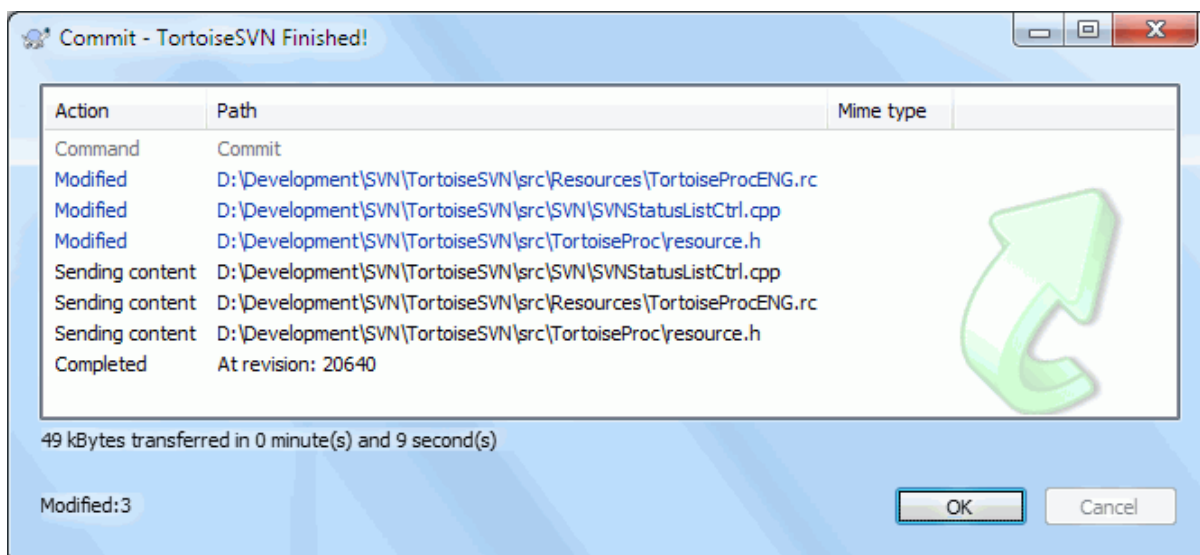 Commit - TortoiseSVN Finished!
Action Path Mime type
Command Commit
Modified D:\Development\SVN\TortoiseSVN\src\Resources\TortoiseProcENG.rc
Modified D:\Development\SVN\TortoiseSVN\src\SVN\SVNStatusListCtrl.cpp
Modified D:\Development\SVN\TortoiseSVN\src\TortoiseProc\resource.h
Sending content D:\Development\SVN\TortoiseSVN\src\SVN\SVNStatusListCtrl.cpp
Sending content D:\Development\SVN\TortoiseSVN\src\Resources\TortoiseProcENG.rc
Sending content D:\Development\SVN\TortoiseSVN\src\TortoiseProc\resource.h
Completed At revision: 20640
49 kBytes transferred in 0 minute(s) and 9 second(s)
Modified:3 OK Cancel